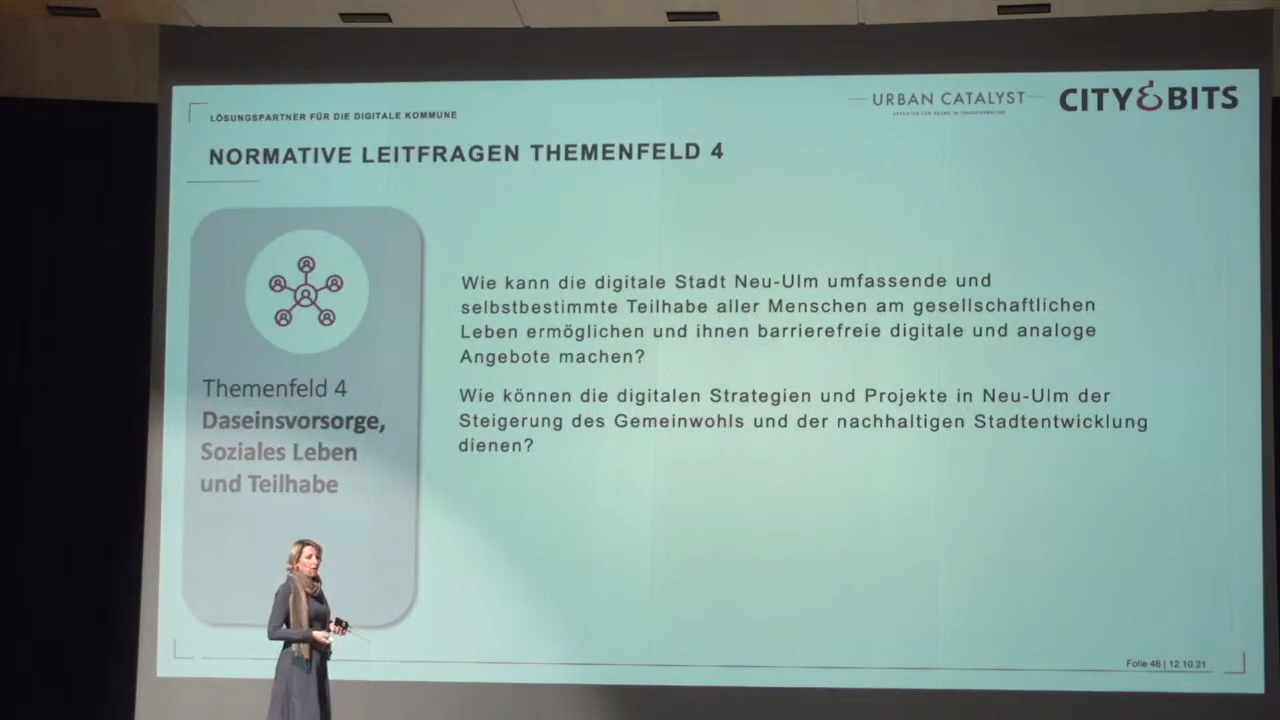 LÖSUNGSPARTNER FÜR DIE DIGITALE KOMMUNE
URBAN CATALYST
CITY&BITS
NORMATIVE LEITFRAGEN THEMENFELD 4
Themenfeld 4
Daseinsvorsorge,
Soziales Leben
und Teilhabe
Wie kann die digitale Stadt Neu-Ulm umfassende und
selbstbestimmte Teilhabe aller Menschen am gesellschaftlichen
Leben ermöglichen und ihnen barrierefreie digitale und analoge
Angebote machen?
Wie können die digitalen Strategien und Projekte in Neu-Ulm der
Steigerung des Gemeinwohls und der nachhaltigen Stadtentwicklung
dienen?
Folie 46 | 12.10.21